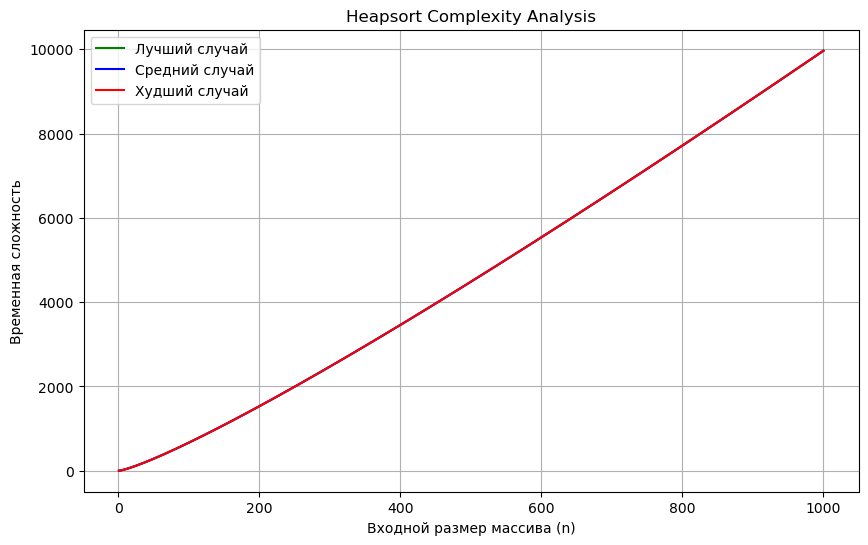 Heapsort Complexity Analysis
Лучший случай
Средний случай
Худший случай
Временная сложность
10000
8000
6000
4000
2000
0
0 200 400 600 800 1000
Входной размер массива (n)